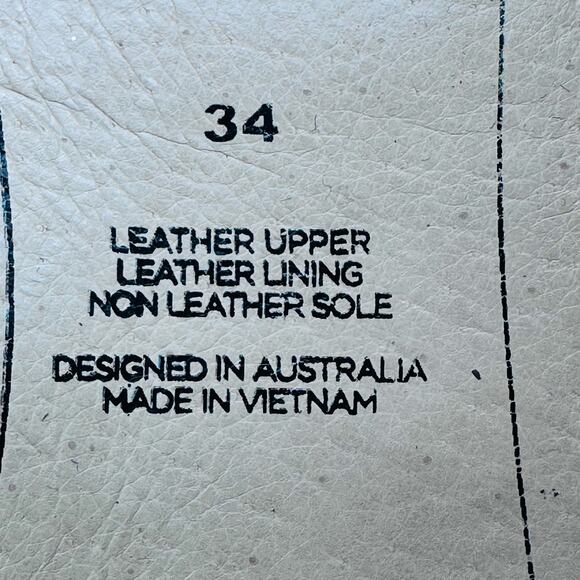 34
LEATHER UPPER
LEATHER LINING
NON LEATHER SOLE
DESIGNED IN AUSTRALIA
MADE IN VIETNAM